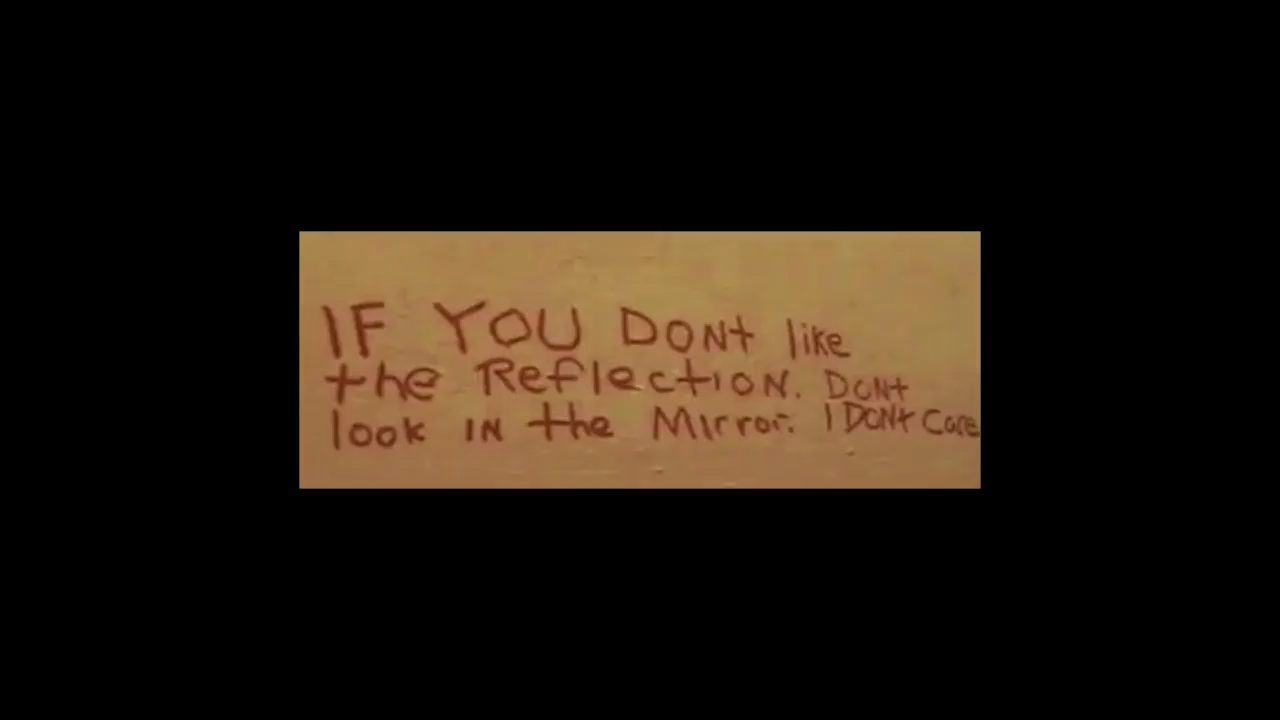 IF YOU DONt like
the ReflectION. DONt
look IN the MIrror. I DONt Care